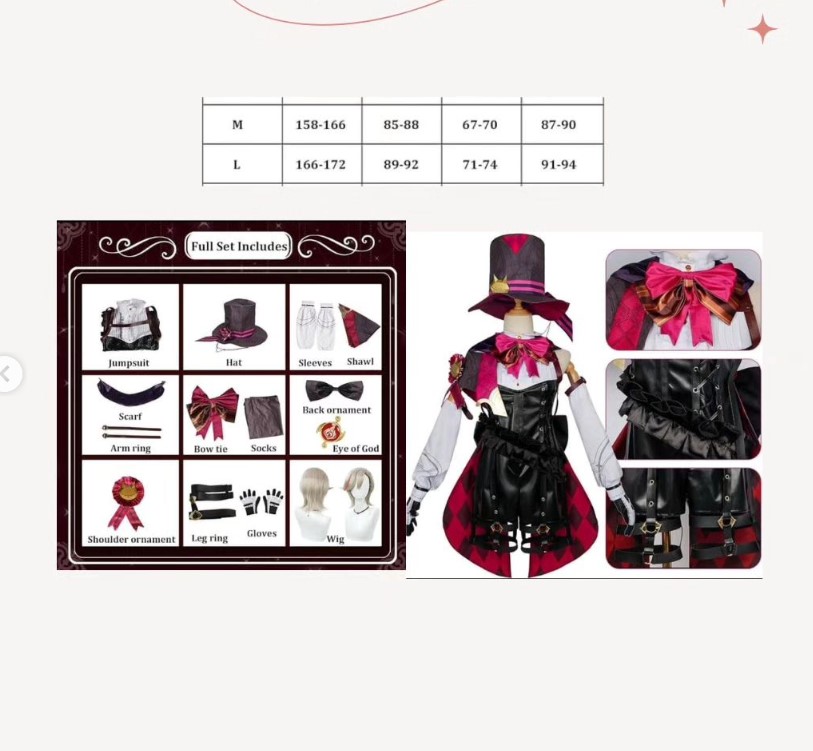 M 158-166 85-88 67-70 87-90
L 166-172 89-92 71-74 91-94
Full Set Includes
Jumpsuit
Hat
Sleeves Shawl
Scarf
Arm ring
Bow tie Socks
Back ornament
Eye of God
Shoulder ornament
Leg ring Gloves
Wig